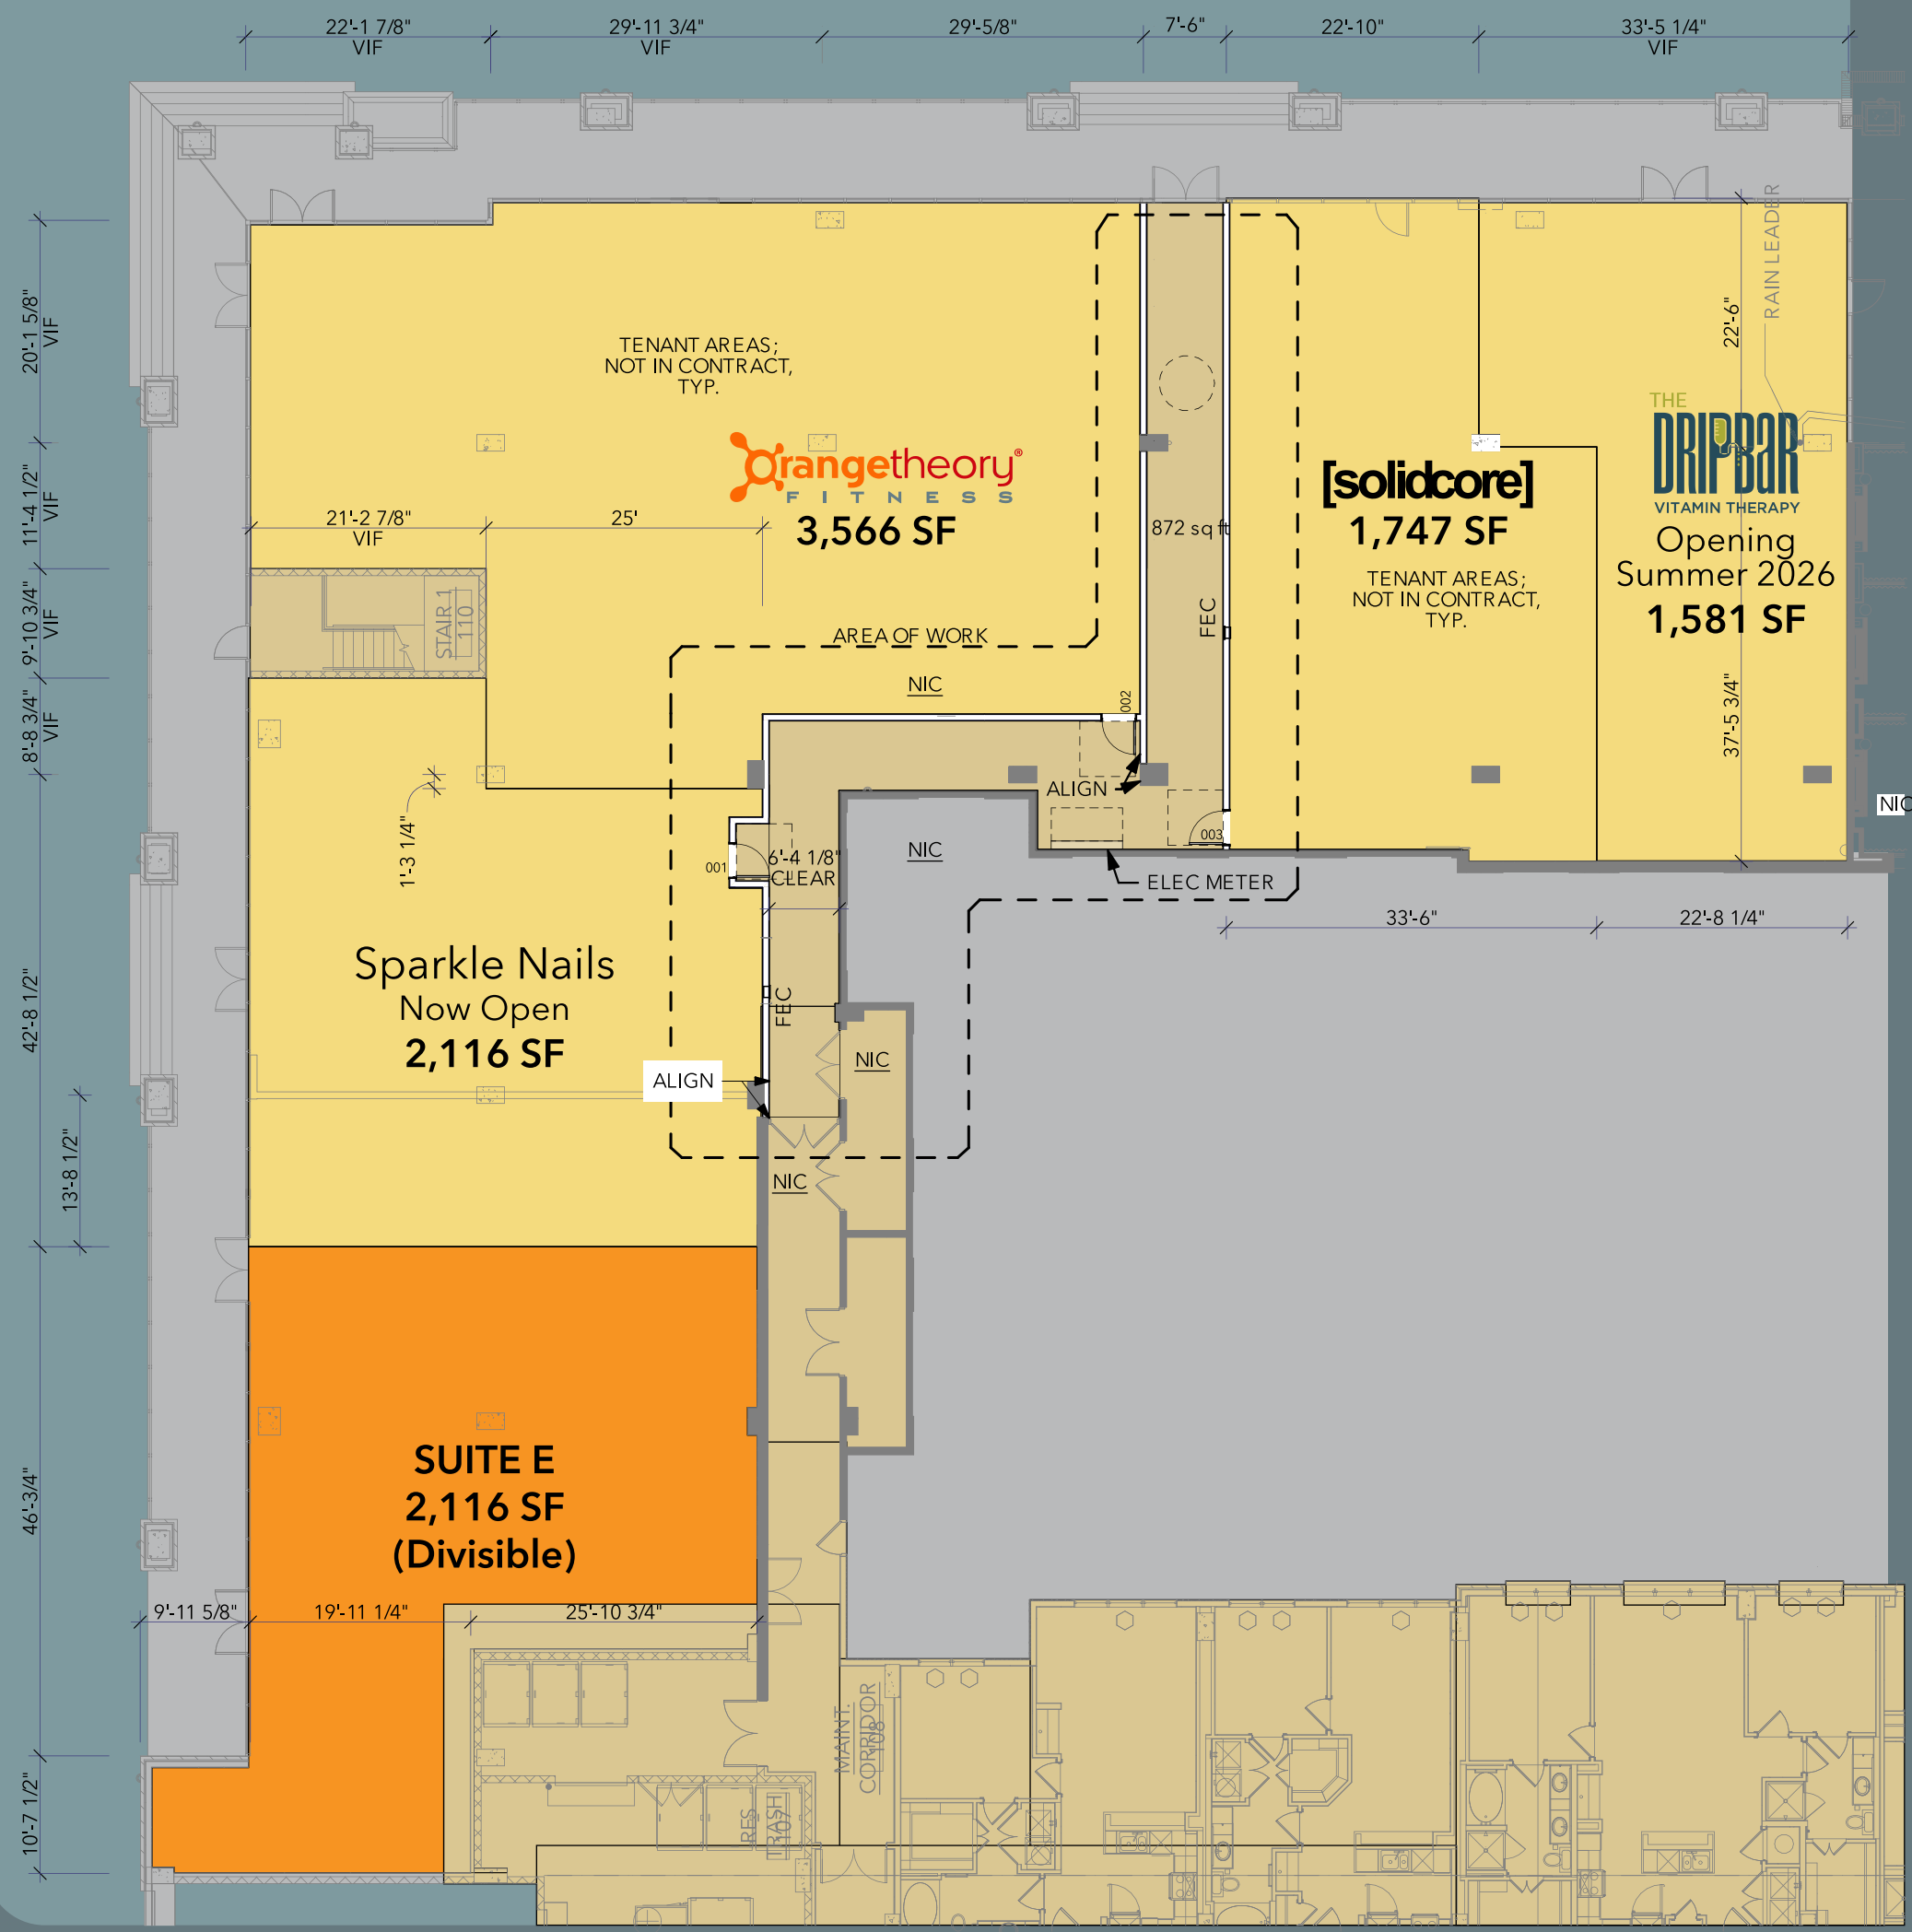 22'-1 7/8"
VIF
29'-11 3/4"
VIF
29'-5/8"
7'-6"
22'-10"
33'-5 1/4"
VIF
20'-1 5/8"
VIF
11'-4 1/2"
VIF
9'-10 3/4"
VIF
8'-8 3/4"
VIF
42'-8 1/2"
13'-8 1/2"
46'-3/4"
10'-7 1/2"
TENANT AREAS;
NOT IN CONTRACT,
TYP.
orangetheory®
FITNESS
3,566 SF
21'-2 7/8"
VIF
25'
STAIR 1
110
AREA OF WORK
NIC
002
872 sq ft
FEC
ALIGN
[solidcore]
1,747 SF
TENANT AREAS;
NOT IN CONTRACT,
TYP.
RAIN LEADER
22'-6"
THE
DRIPBaR
VITAMIN THERAPY
Opening
Summer 2026
1,581 SF
37'-5 3/4"
NIC
1'-3 1/4"
001
6'-4 1/8"
CLEAR
NIC
003
ELEC METER
33'-6"
22'-8 1/4"
Sparkle Nails
Now Open
2,116 SF
FEC
ALIGN
NIC
NIC
SUITE E
2,116 SF
(Divisible)
9'-11 5/8"
19'-11 1/4"
25'-10 3/4"
MAINT.
CORRIDOR
108
RES
TRASH
107